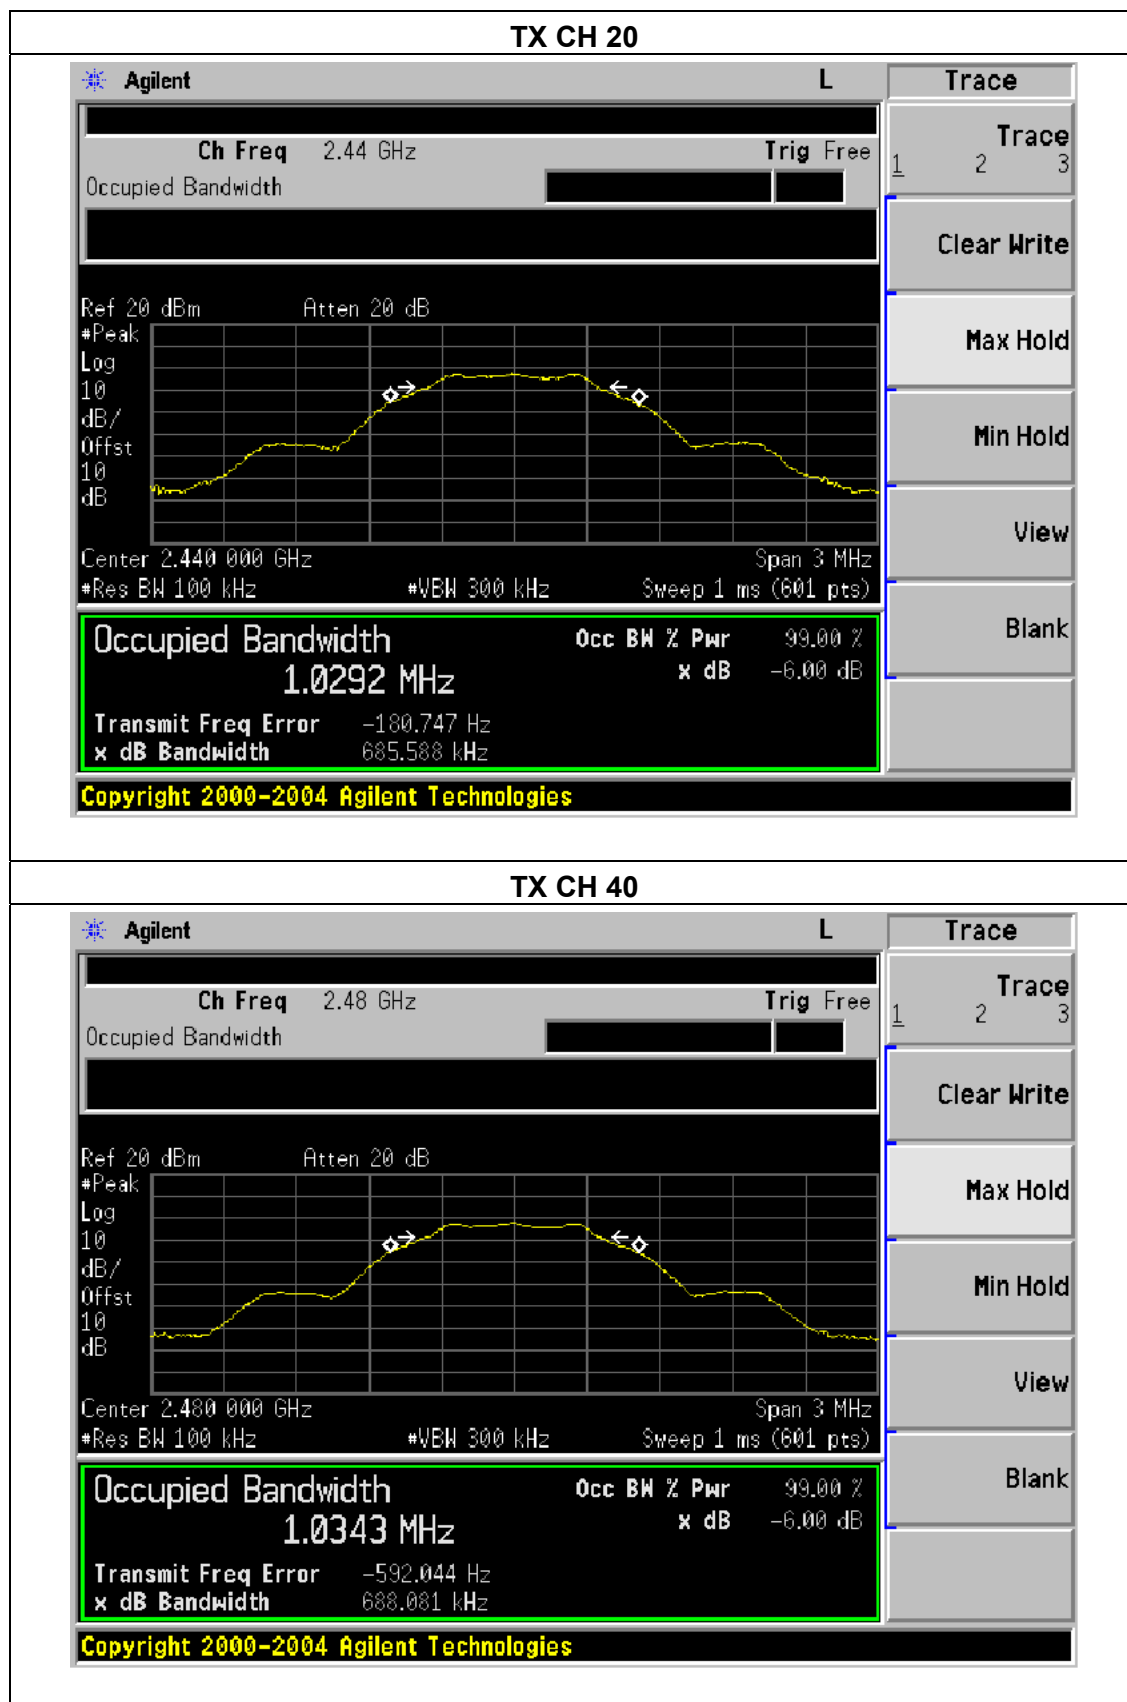 TX CH 20
Agilent L Trace
Ch Freq 2.44 GHz Trig Free
Occupied Bandwidth
Trace
1 2 3
Clear Write
Max Hold
Min Hold
View
Blank
Ref 20 dBm Atten 20 dB
#Peak
Log
10
dB/
Offst
10
dB
Center 2.440 000 GHz Span 3 MHz
#Res BW 100 kHz #VBW 300 kHz Sweep 1 ms (601 pts)
Occupied Bandwidth Occ BW % Pwr 99.00 %
1.0292 MHz x dB -6.00 dB
Transmit Freq Error -180.747 Hz
x dB Bandwidth 685.588 kHz
Copyright 2000-2004 Agilent Technologies
TX CH 40
Agilent L Trace
Ch Freq 2.48 GHz Trig Free
Occupied Bandwidth
Trace
1 2 3
Clear Write
Max Hold
Min Hold
View
Blank
Ref 20 dBm Atten 20 dB
#Peak
Log
10
dB/
Offst
10
dB
Center 2.480 000 GHz Span 3 MHz
#Res BW 100 kHz #VBW 300 kHz Sweep 1 ms (601 pts)
Occupied Bandwidth Occ BW % Pwr 99.00 %
1.0343 MHz x dB -6.00 dB
Transmit Freq Error -592.044 Hz
x dB Bandwidth 688.081 kHz
Copyright 2000-2004 Agilent Technologies